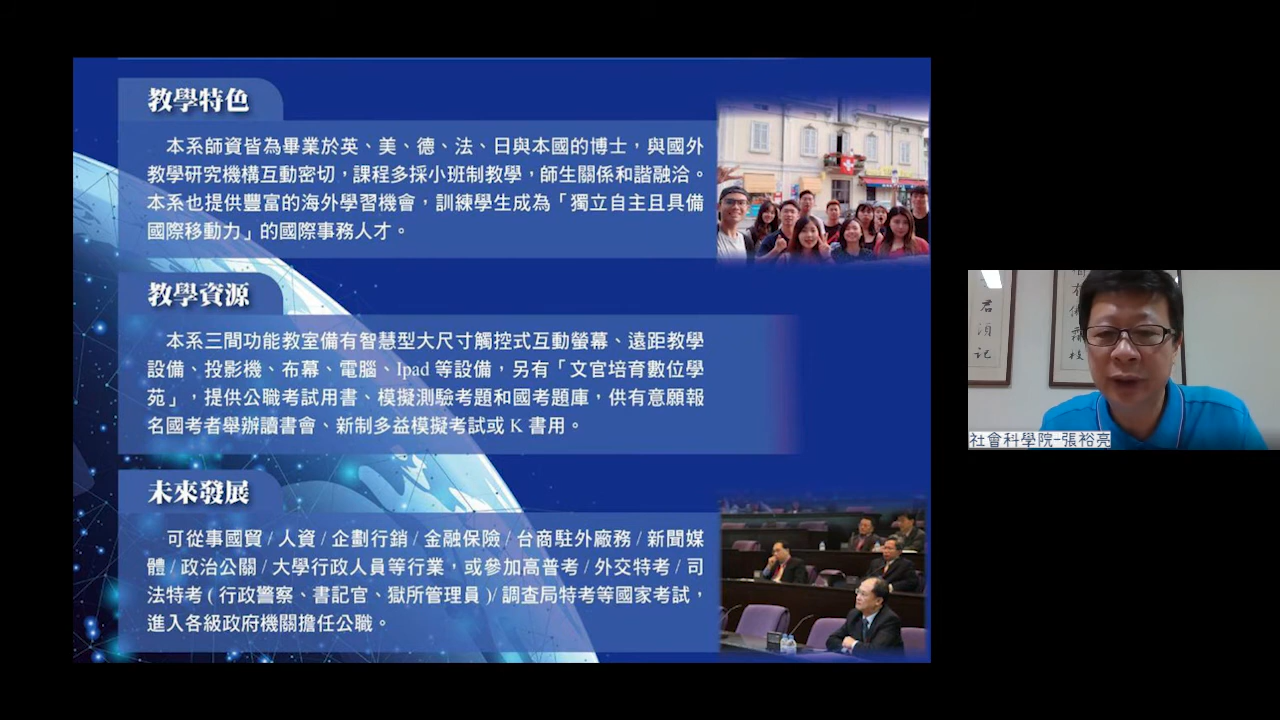 教學特色
本系師資皆為畢業於英、美、德、法、日與本國的博士，與國外
教學研究機構互動密切，課程多採小班制教學，師生關係和諧融洽。
本系也提供豐富的海外學習機會，訓練學生成為「獨立自主且具備
國際移動力」的國際事務人才。
教學資源
本系三間功能教室備有智慧型大尺寸觸控式互動螢幕、遠距教學
設備、投影機、布幕、電腦、Ipad 等設備，另有「文官培育數位學
苑」，提供公職考試用書、模擬測驗考題和國考題庫，供有意願報
名國考者舉辦讀書會、新制多益模擬考試或 K 書用。
未來發展
可從事國貿 / 人資 / 企劃行銷 / 金融保險 / 台商駐外廠務 / 新聞媒
體 / 政治公關 / 大學行政人員等行業，或參加高普考 / 外交特考 / 司
法特考 ( 行政警察、書記官、獄所管理員 )/ 調查局特考等國家考試，
進入各級政府機關擔任公職。
社會科學院-張裕亮